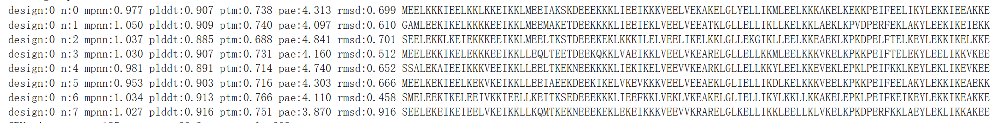 design:0 n:0 mpnn:0.977 plddt:0.907 ptm:0.738 pae:4.313 rmsd:0.699 MEELKKKIEELKKLKKEIKKLMEEIAKSKDEEEKKKLIEEIKKKVEELVEKAKELGLYELLIKMLEELKKKAKELKEKKPEIFEELIKYLEKKIEEAKKE
design:0 n:1 mpnn:1.050 plddt:0.909 ptm:0.740 pae:4.097 rmsd:0.610 GAMLEEKIKELKKKKEEIKKLMEEMAKETDEEKKKKLIEEIEKLVEELVEEATKLGLLELLIKLLKELKKLAEKLKPVDPERFEKLAKYLEEKIKEIEKK
design:0 n:2 mpnn:1.037 plddt:0.885 ptm:0.688 pae:4.841 rmsd:0.701 SEELEKKLKEIEKKKEEIKKLMEELTKSTDEEEKEKLKKKILELVEELIKELKKLGLLEKGIKLLEELKKEAEKLKPKDPELFTELKEYLEKKIKELKKE
design:0 n:3 mpnn:1.030 plddt:0.907 ptm:0.731 pae:4.160 rmsd:0.512 MEELEKKIKELEKKKEEIKKLLEQLTEETDEEKQKKLVAEIKKLVEELVKEARELGLLELLKKMLEELKKKVKELKPKKPEIFTELEKYLEELIKKVKEE
design:0 n:4 mpnn:0.981 plddt:0.891 ptm:0.714 pae:4.740 rmsd:0.652 SSALEKAIEEIKKKVEEIKKLLEELTKEKNEEKKKKLIEKIKELVEEVVKEARKLGLLELLKKYLEELKKEVEKLEPKLPEIFKKLKEYLEKLIKEVKEE
design:0 n:5 mpnn:0.953 plddt:0.903 ptm:0.716 pae:4.303 rmsd:0.666 MEELKEKIEELKEKVKEIKKLLEEIAEEKDEEKIKELVKEVKKKVEELVEEAEKLGLIELLIKDLKELKKKVEELKPKKPEIFEELAKYLEKKIKEAEKK
design:0 n:6 mpnn:1.034 plddt:0.913 ptm:0.766 pae:4.110 rmsd:0.458 SMELEEKIKELEEIVKKIEELLKEITKSEDEEEKKKLIEEFKKLVEKLVKEAKELGLIELLIKYLKKLLKKAKELEPKLPEIFKEIKEYLEKKIKEAKKE
design:0 n:7 mpnn:1.027 plddt:0.916 ptm:0.751 pae:3.870 rmsd:0.916 SEELEKEIKEIEELVKEIKKLLKQMTKEKNEEEKEKLEKEIKKKVEEVVKRARELGLKELLIKKLEELLKLVKELKPKDPERFKKLAEYLEKLIKKAKEE